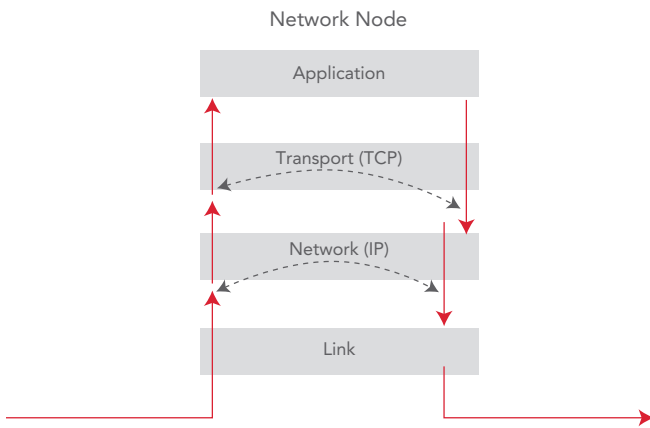 Network Node
Application
Transport (TCP)
Network (IP)
Link